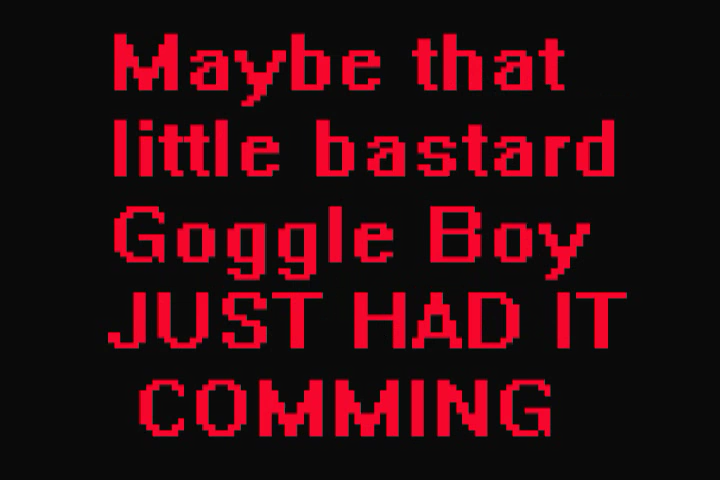 Maybe that
little bastard
Goggle Boy
JUST HAD IT
COMMING